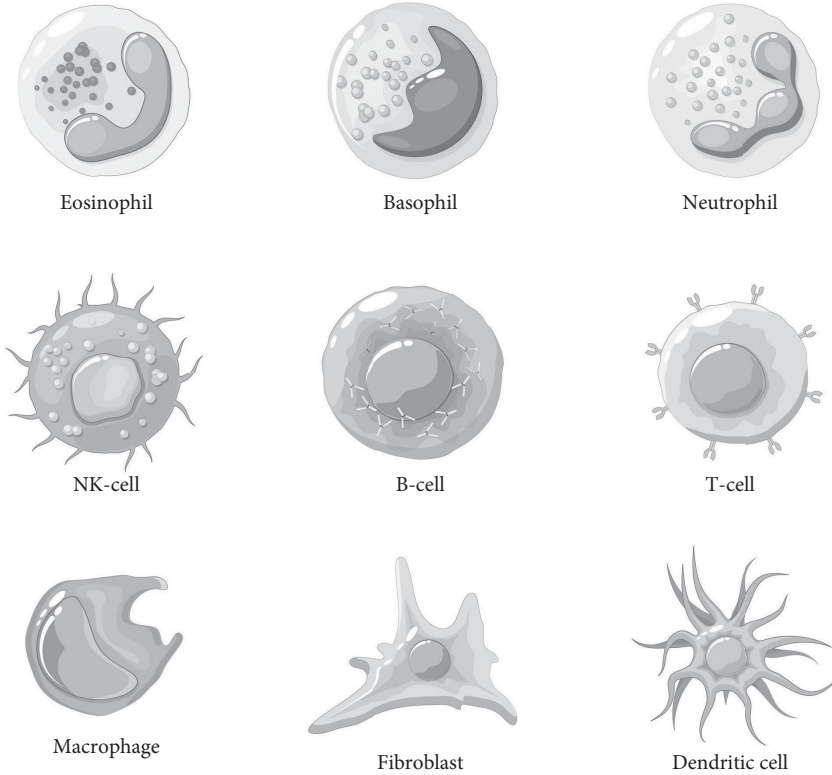 Eosinophil
Basophil
Neutrophil
NK-cell
B-cell
T-cell
Macrophage
Fibroblast
Dendritic cell